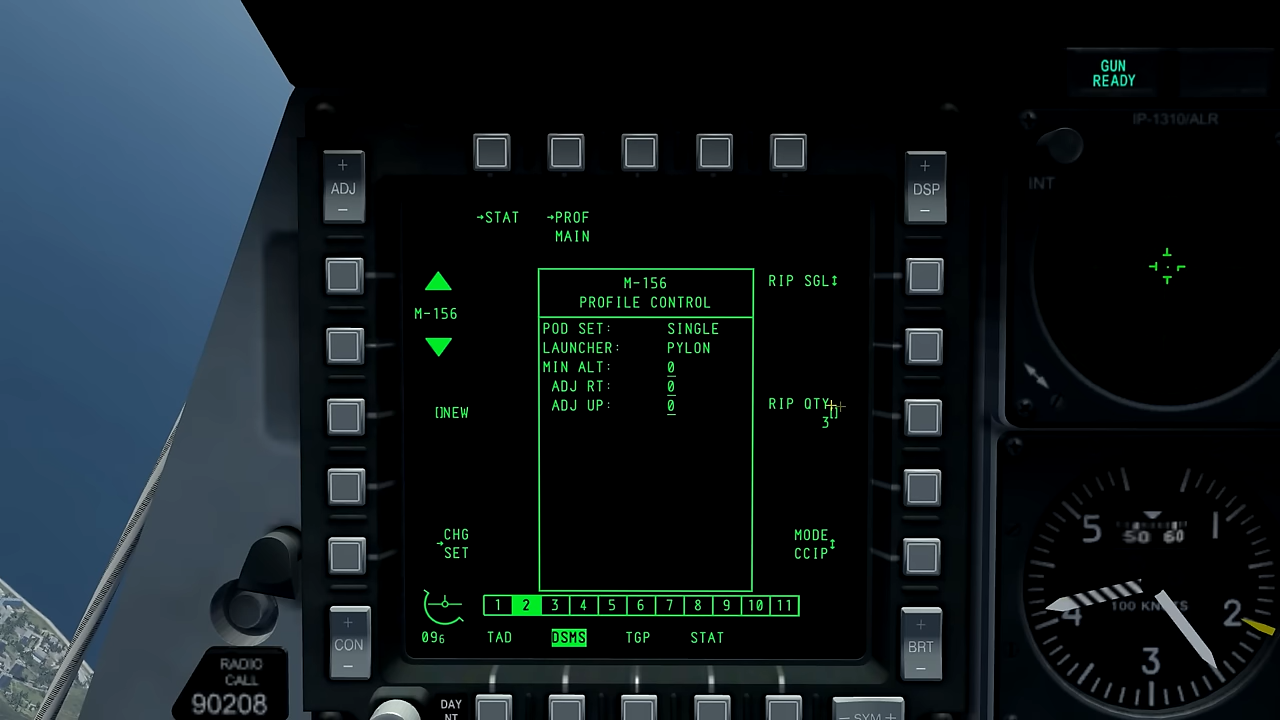 GUN
READY
IP-1310/ALR
INT
+ ADJ −
+ DSP −
→STAT
→PROF
MAIN
M-156
PROFILE CONTROL
RIP SGL↕
M-156
POD SET: SINGLE
LAUNCHER: PYLON
MIN ALT: 0
ADJ RT: 0
ADJ UP: 0
[]NEW
RIP QTY
3
→CHG
SET
MODE
CCIP↕
1 2 3 4 5 6 7 8 9 10 11
096
TAD DSMS TGP STAT
+ CON −
+ BRT −
RADIO
CALL
90208
DAY
NT
− SYM +
5 1
50 60
100 KNOTS
4 2
3